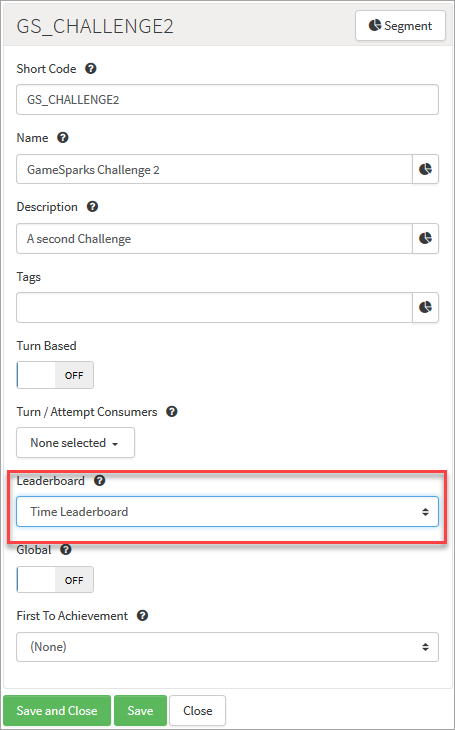 GS_CHALLENGE2
Segment
Short Code
GS_CHALLENGE2
Name
GameSparks Challenge 2
Description
A second Challenge
Tags
Turn Based
OFF
Turn / Attempt Consumers
None selected
Leaderboard
Time Leaderboard
Global
OFF
First To Achievement
(None)
Save and Close Save Close